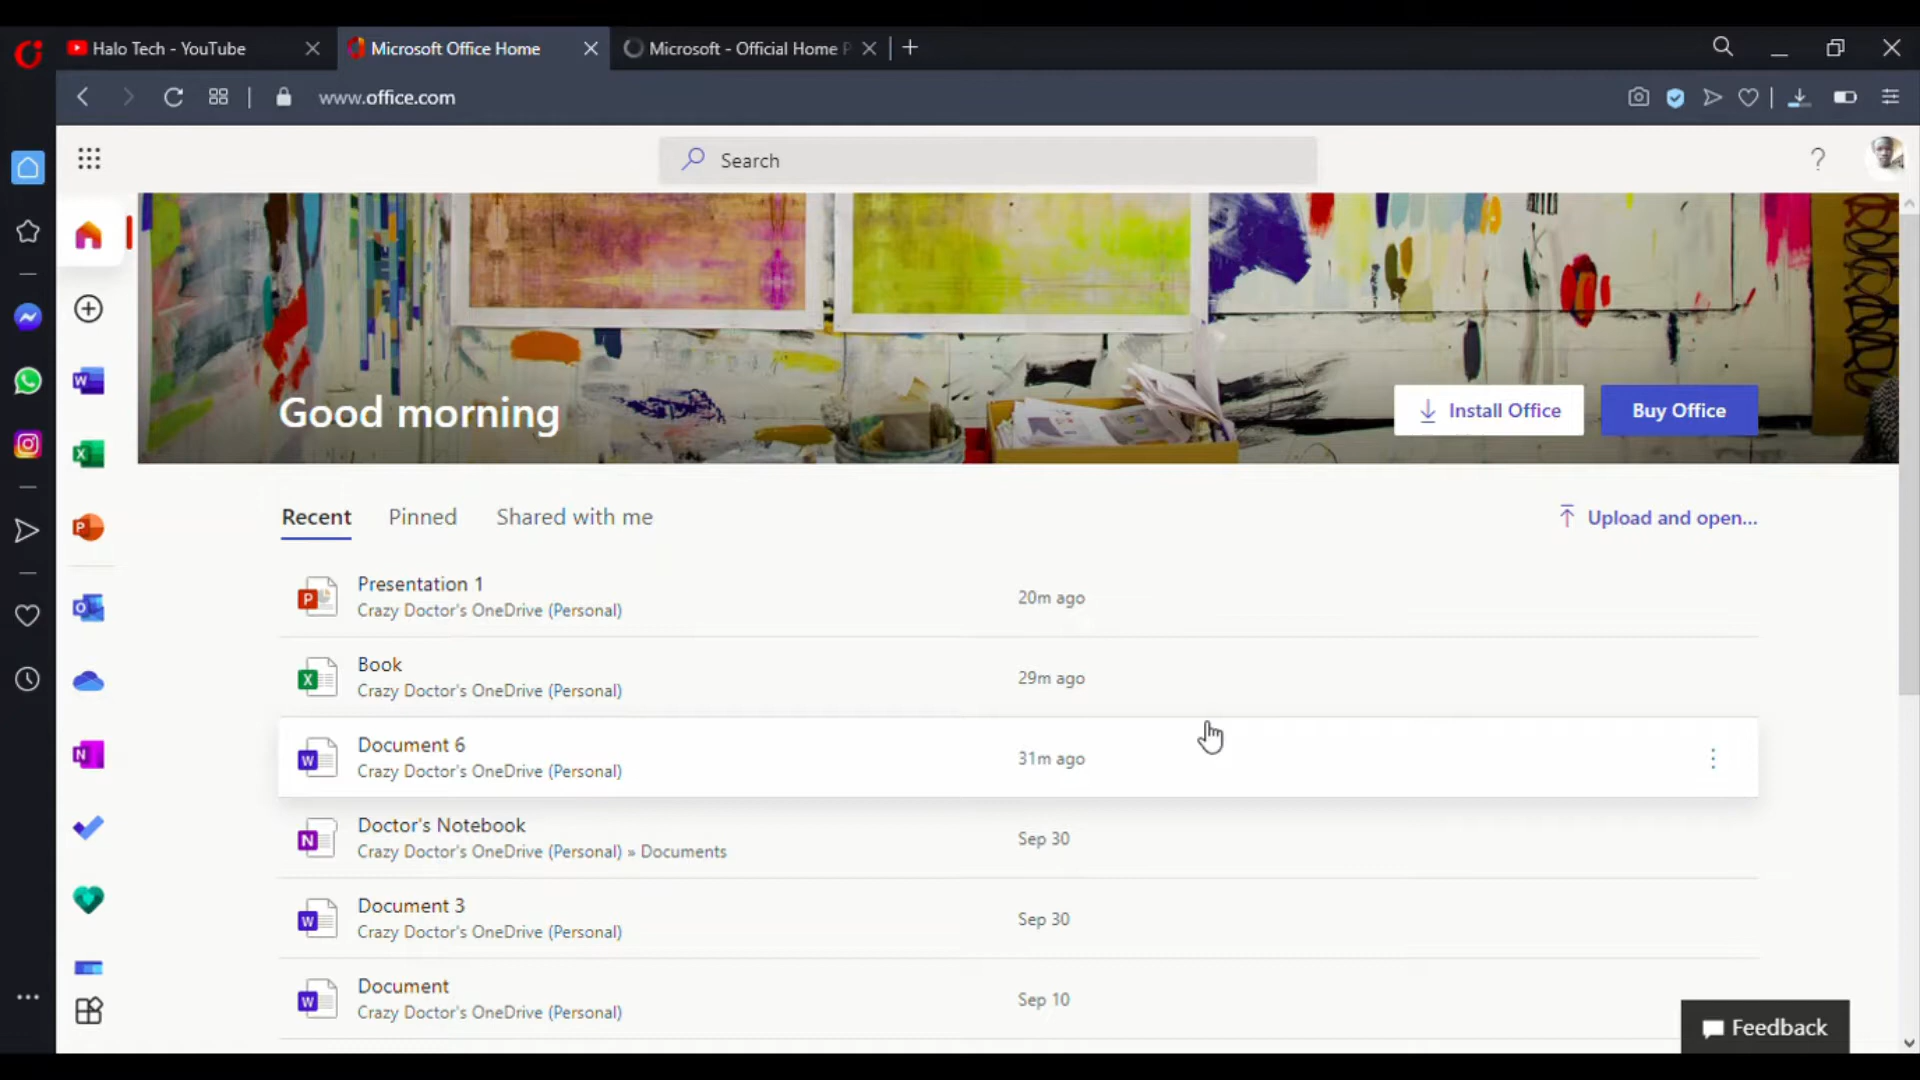 Halo Tech - YouTube
Microsoft Office Home
Microsoft - Official Home P
www.office.com
Search
Good morning
Install Office
Buy Office
Recent
Pinned
Shared with me
Upload and open...
Presentation 1
Crazy Doctor's OneDrive (Personal)
20m ago
Book
Crazy Doctor's OneDrive (Personal)
29m ago
Document 6
Crazy Doctor's OneDrive (Personal)
31m ago
Doctor's Notebook
Crazy Doctor's OneDrive (Personal) » Documents
Sep 30
Document 3
Crazy Doctor's OneDrive (Personal)
Sep 30
Document
Crazy Doctor's OneDrive (Personal)
Sep 10
Feedback